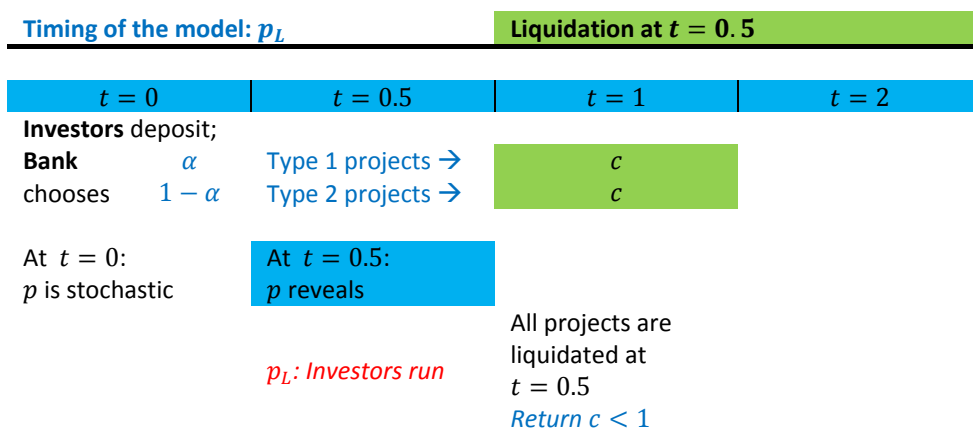 Timing of the model: p_L Liquidation at t = 0.5
t = 0 t = 0.5 t = 1 t = 2
Investors deposit;
Bank α Type 1 projects → c
chooses 1 − α Type 2 projects → c
At t = 0: At t = 0.5:
p is stochastic p reveals
All projects are
liquidated at
p_L: Investors run
t = 0.5
Return c < 1